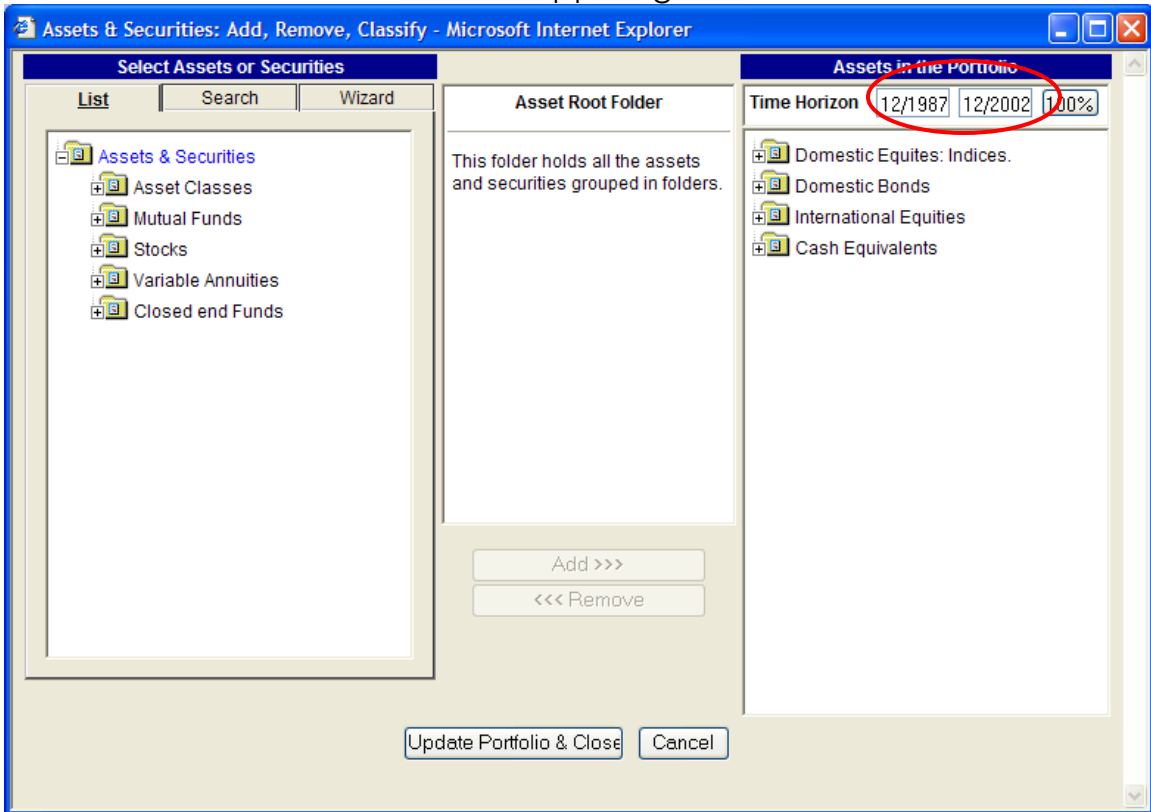 Assets & Securities: Add, Remove, Classify - Microsoft Internet Explorer
Select Assets or Securities
List Search Wizard
Assets & Securities
Asset Classes
Mutual Funds
Stocks
Variable Annuities
Closed end Funds
Asset Root Folder
This folder holds all the assets
and securities grouped in folders.
Add >>>
<<< Remove
Assets in the Portfolio
Time Horizon 12/1987 12/2002 100%
Domestic Equites: Indices.
Domestic Bonds
International Equities
Cash Equivalents
Update Portfolio & Close Cancel